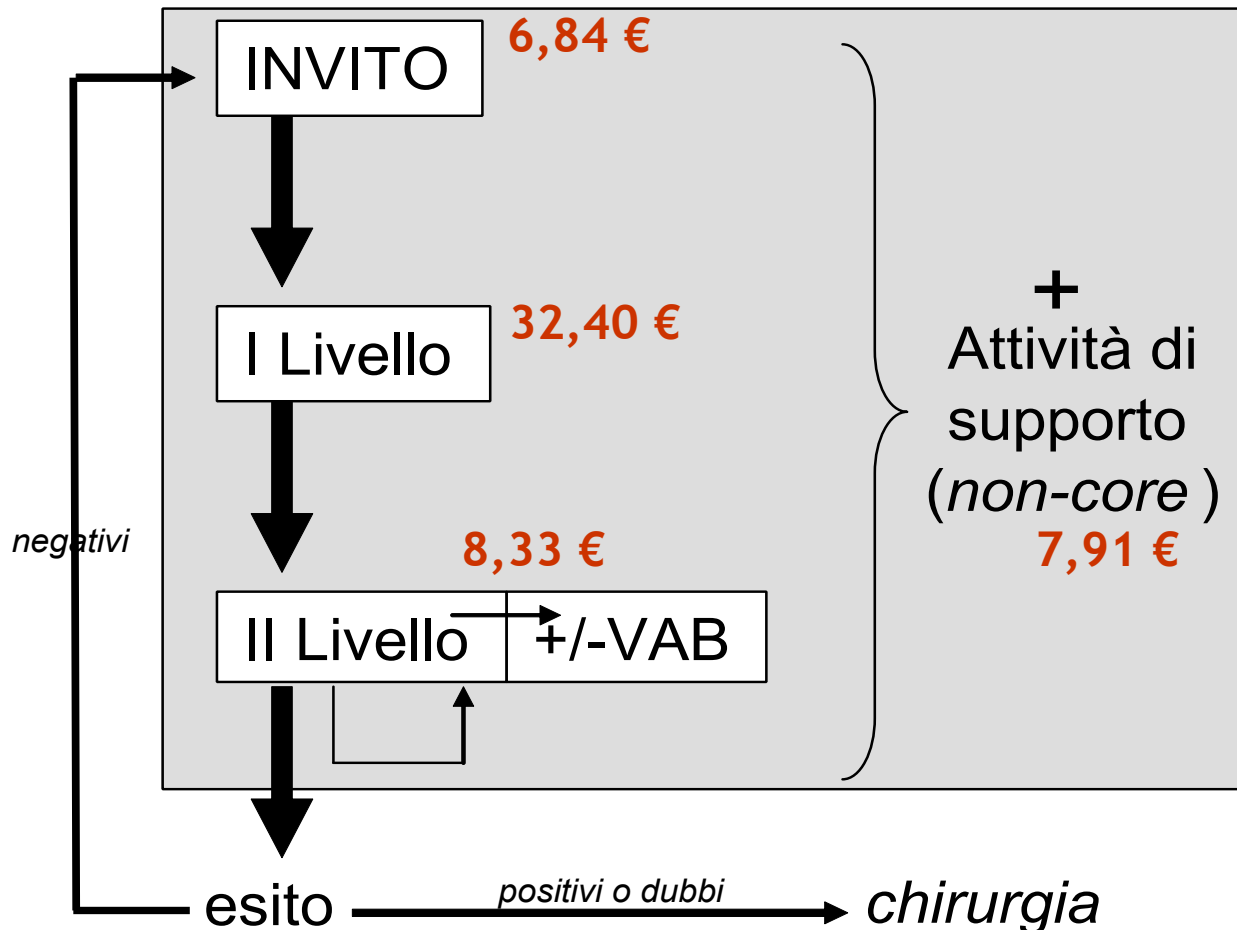 INVITO
6,84 €
I Livello
32,40 €
+
Attività di
supporto
(non-core )
7,91 €
negativi
8,33 €
II Livello
+/-VAB
esito
positivi o dubbi
chirurgia